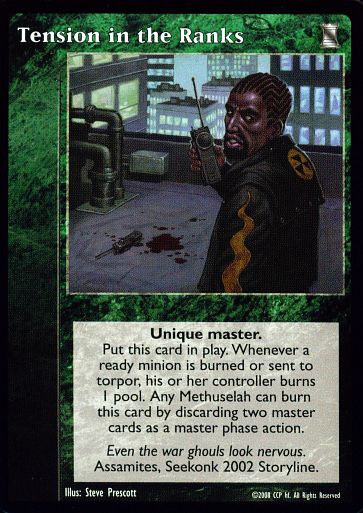 Tension in the Ranks
Unique master.
Put this card in play. Whenever a
ready minion is burned or sent to
torpor, his or her controller burns
1 pool. Any Methuselah can burn
this card by discarding two master
cards as a master phase action.
Even the war ghouls look nervous.
Assamites, Seekonk 2002 Storyline.
Illus: Steve Prescott
©2008 CCP hf. All Rights Reserved